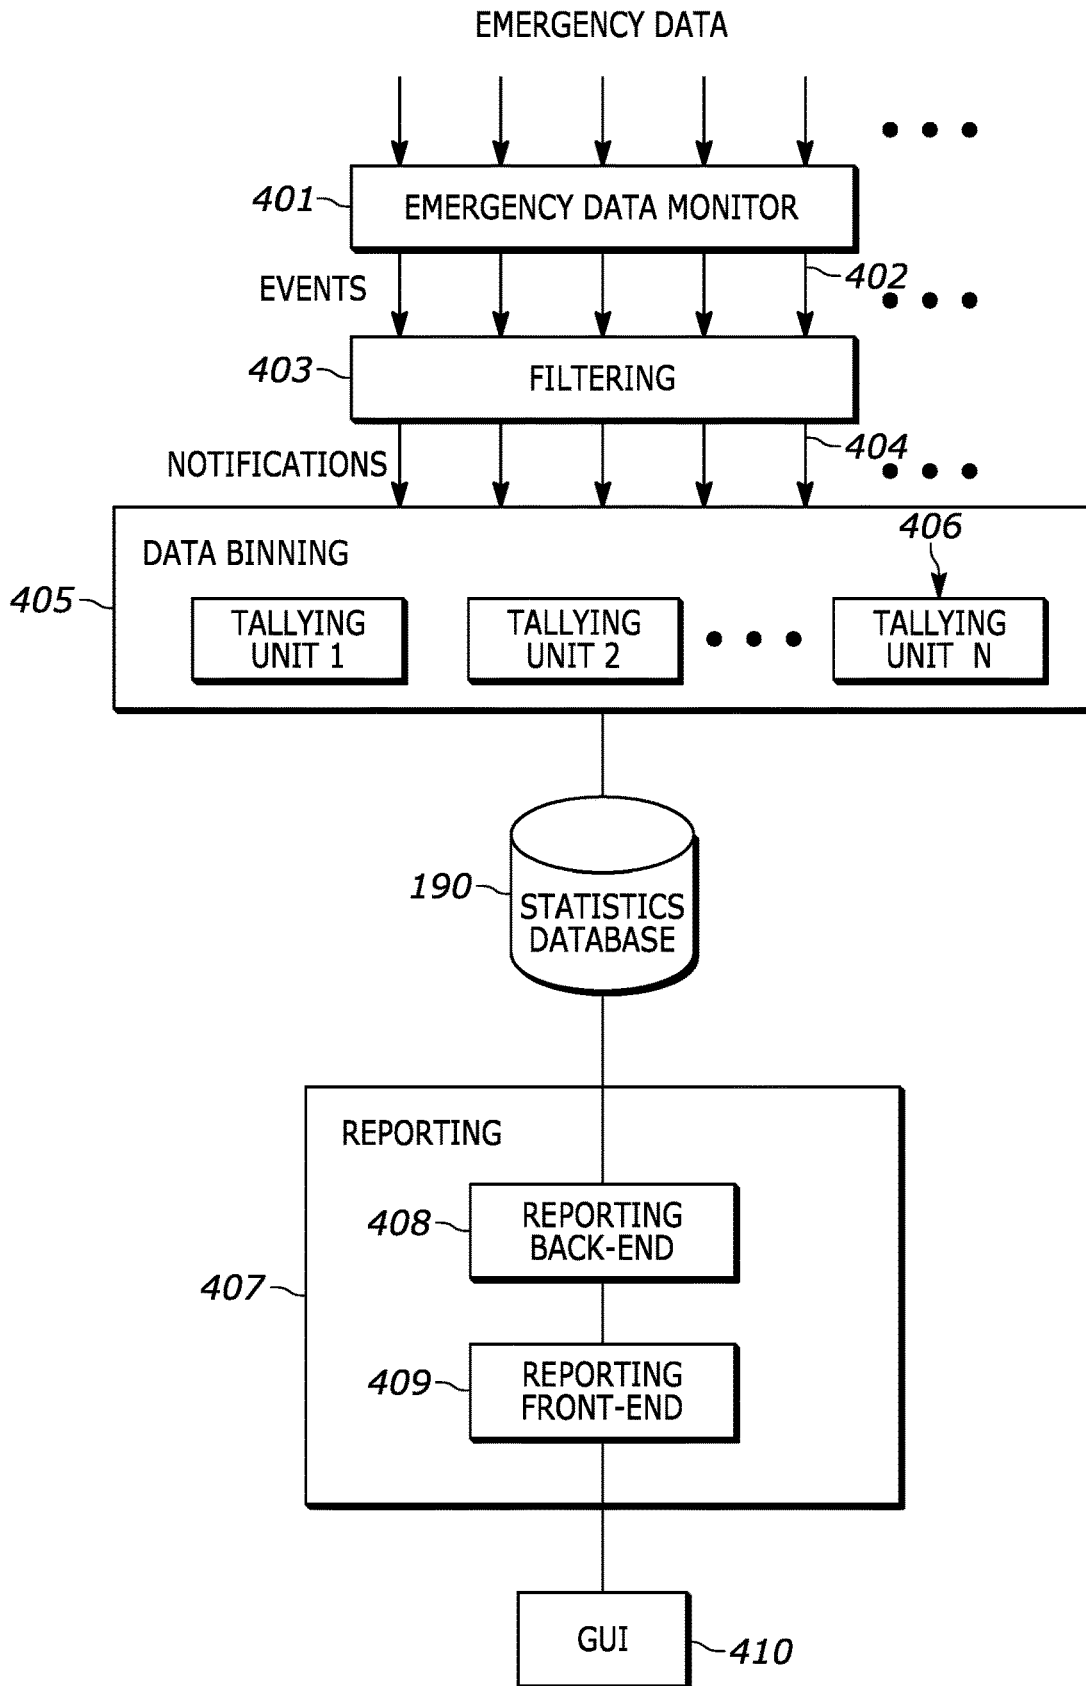 EMERGENCY DATA
401
EMERGENCY DATA MONITOR
EVENTS
402
403
FILTERING
NOTIFICATIONS
404
DATA BINNING
406
405
TALLYING
UNIT 1
TALLYING
UNIT 2
TALLYING
UNIT N
190
STATISTICS
DATABASE
REPORTING
408
REPORTING
BACK-END
407
409
REPORTING
FRONT-END
GUI
410